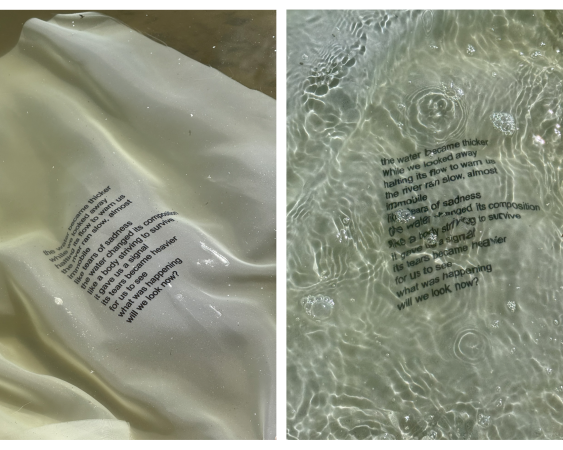 the water became thicker
while we looked away
halting its flow to warn us
the river ran slow, almost
immobile
like tears of sadness
the water changed its composition
like a body striving to survive
it gave us a signal
its tears became heavier
for us to see
what was happening
will we look now?
the water became thicker
while we looked away
halting its flow to warn us
the river ran slow, almost
immobile
like tears of sadness
the water changed its composition
like a body striving to survive
it gave us a signal
its tears became heavier
for us to see
what was happening
will we look now?